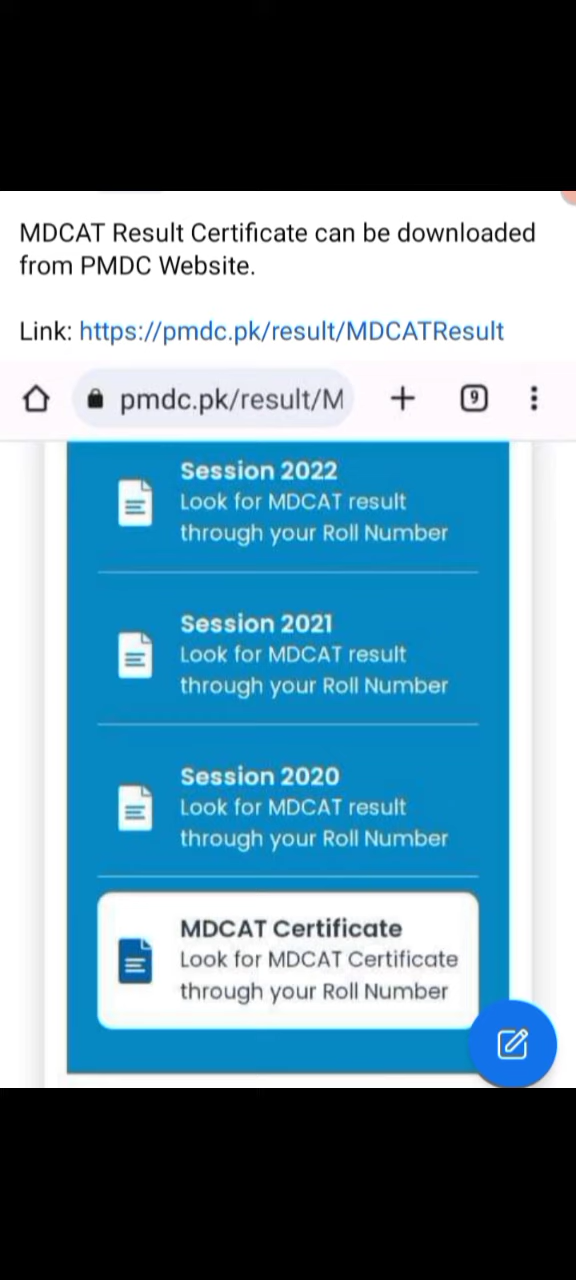 MDCAT Result Certificate can be downloaded
from PMDC Website.
Link: https://pmdc.pk/result/MDCATResult
pmdc.pk/result/M
9
Session 2022
Look for MDCAT result
through your Roll Number
Session 2021
Look for MDCAT result
through your Roll Number
Session 2020
Look for MDCAT result
through your Roll Number
MDCAT Certificate
Look for MDCAT Certificate
through your Roll Number